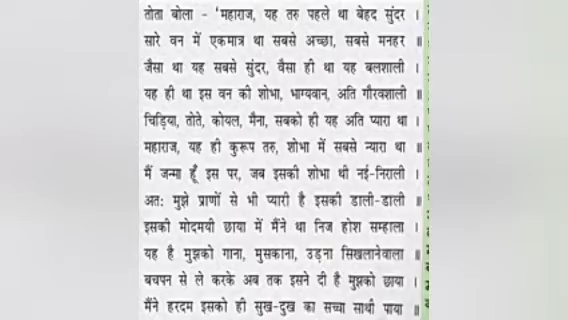 तोता बोला - 'महाराज, यह तरु पहले था बेहद सुंदर ।
सारे वन में एकमात्र था सबसे अच्छा, सबसे मनहर ॥
जैसा था यह सबसे सुंदर, वैसा ही था यह बलशाली ।
यह ही था इस वन की शोभा, भाग्यवान, अति गौरवशाली ॥
चिड़िया, तोते, कोयल, मैना, सबको ही यह अति प्यारा था ।
महाराज, यह ही कुरूप तरु, शोभा में सबसे न्यारा था ॥
मैं जन्मा हूँ इस पर, जब इसकी शोभा थी नई-निराली ।
अतः मुझे प्राणों से भी प्यारी है इसकी डाली-डाली ॥
इसकी मोदमयी छाया में मैंने था निज होश सम्हाला ।
यह है मुझको गाना, मुसकाना, उड़ना सिखलानेवाला ॥
बचपन से ले करके अब तक इसने दी है मुझको छाया ।
मैंने हरदम इसको ही सुख-दुख का सच्चा साथी पाया ॥